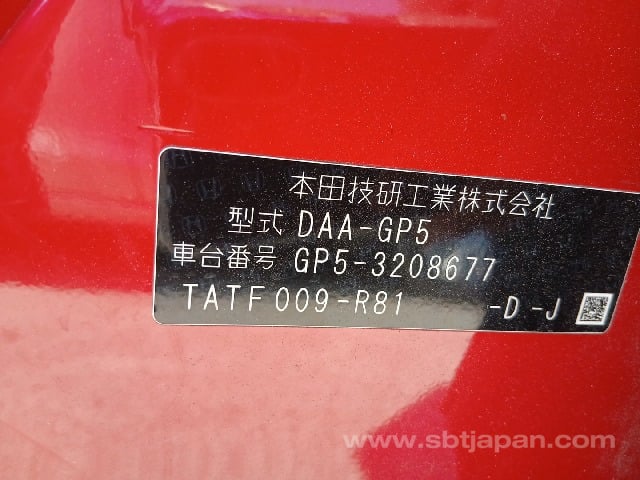 本田技研工業株式会社
型式 DAA-GP5
車台番号 GP5-3208677
TATF009-R81 -D -J
www.sbtjapan.com